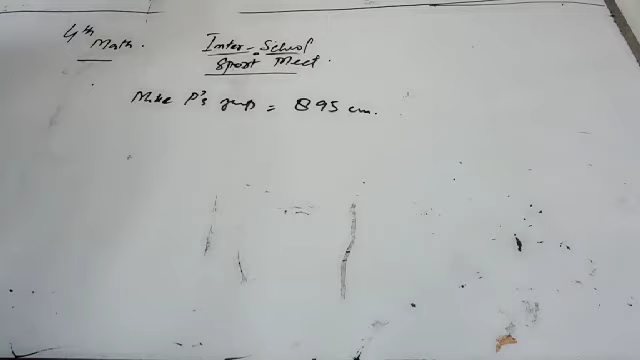 4th Math.
Inter-School
Sport Meet.
Mike P's jump = 895 cm.